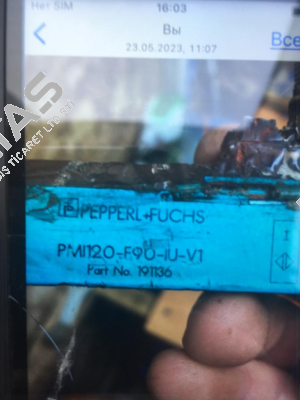 Нет SIM
16:03
Вы
23.05.2023, 11:07
Все
PEPPERL+FUCHS
PMI120-F90-IU-V1
Part No. 191136